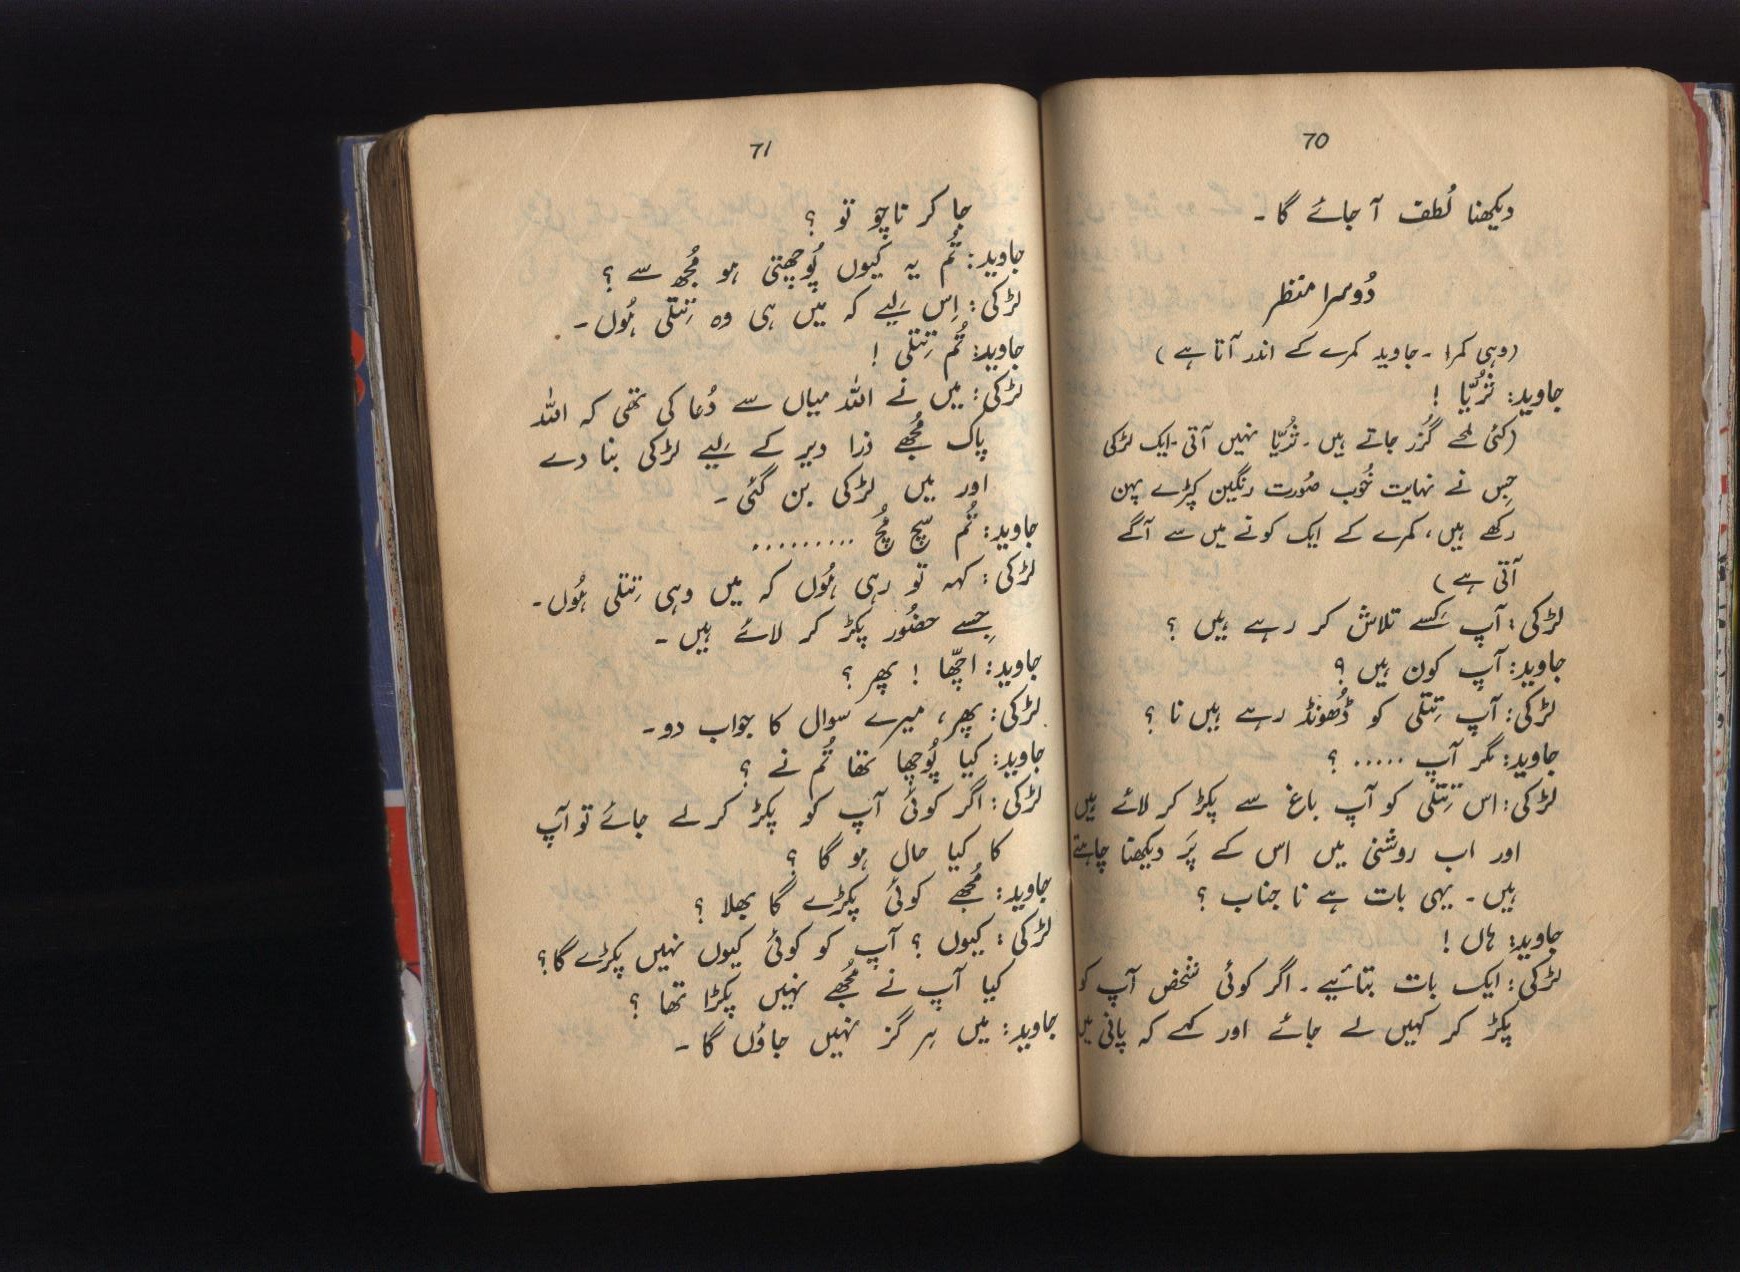 70
دیکھنا لُطف آ جائے گا۔
دُوسرا منظر
(وہی کمرا ۔ جاوید کمرے کے اندر آتا ہے)
جاوید: ثُریّا !
(کئی لمحے گُزر جاتے ہیں۔ ثُریّا نہیں آتی۔ ایک لڑکی
جِس نے نہایت خُوب صُورت رنگین کپڑے پہن
رکھے ہیں، کمرے کے ایک کونے میں سے آگے
آتی ہے)
لڑکی: آپ کِسے تلاش کر رہے ہیں ؟
جاوید: آپ کون ہیں ؟
لڑکی: آپ تِتلی کو ڈھُونڈ رہے ہیں نا ؟
جاوید: مگر آپ ..... ؟
لڑکی: اس تِتلی کو آپ باغ سے پکڑ کر لائے ہیں
اور اب روشنی میں اس کے پَر دیکھنا چاہتے
ہیں۔ یہی بات ہے نا جناب ؟
جاوید: ہاں !
لڑکی: ایک بات بتائیے۔ اگر کوئی شخص آپ کو
پکڑ کر کہیں لے جائے اور کہے کہ پانی میں
71
جا کر ناچو تو ؟
جاوید: تُم یہ کیوں پُوچھتی ہو مُجھ سے ؟
لڑکی: اِس لیے کہ میں ہی وہ تِتلی ہُوں۔
جاوید: تُم تِتلی !
لڑکی: میں نے اللہ میاں سے دُعا کی تھی کہ اللہ
پاک مُجھے ذرا دیر کے لیے لڑکی بنا دے
اور میں لڑکی بن گئی۔
جاوید: تُم سچ مُچ .........
لڑکی: کہہ تو رہی ہُوں کہ میں وہی تِتلی ہُوں۔
جِسے حضُور پکڑ کر لائے ہیں۔
جاوید: اچّھا ! پھر ؟
لڑکی: پھر، میرے سوال کا جواب دو۔
جاوید: کیا پُوچھا تھا تُم نے ؟
لڑکی: اگر کوئی آپ کو پکڑ کر لے جائے تو آپ
کا کیا حال ہو گا ؟
جاوید: مُجھے کوئی پکڑے گا بھلا ؟
لڑکی: کیوں ؟ آپ کو کوئی کیوں نہیں پکڑے گا؟
کیا آپ نے مُجھے نہیں پکڑا تھا ؟
جاوید: میں ہر گز نہیں جاؤں گا۔